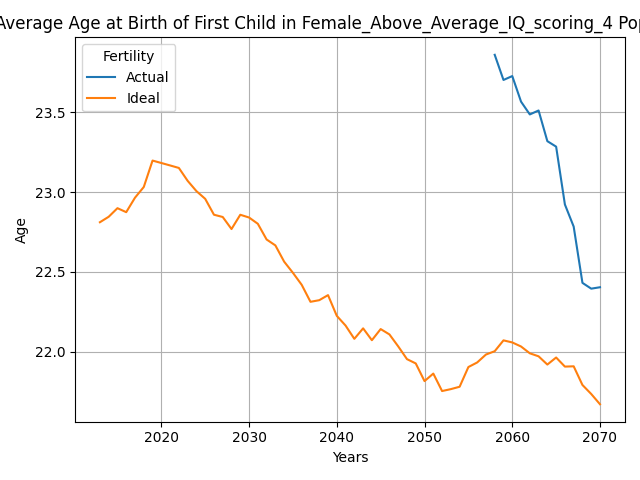 Average Age at Birth of First Child in Female_Above_Average_IQ_scoring_4 Pop
Fertility
Actual
Ideal
23.5
23.0
22.5
22.0
Age
2020
2030
2040
2050
2060
2070
Years